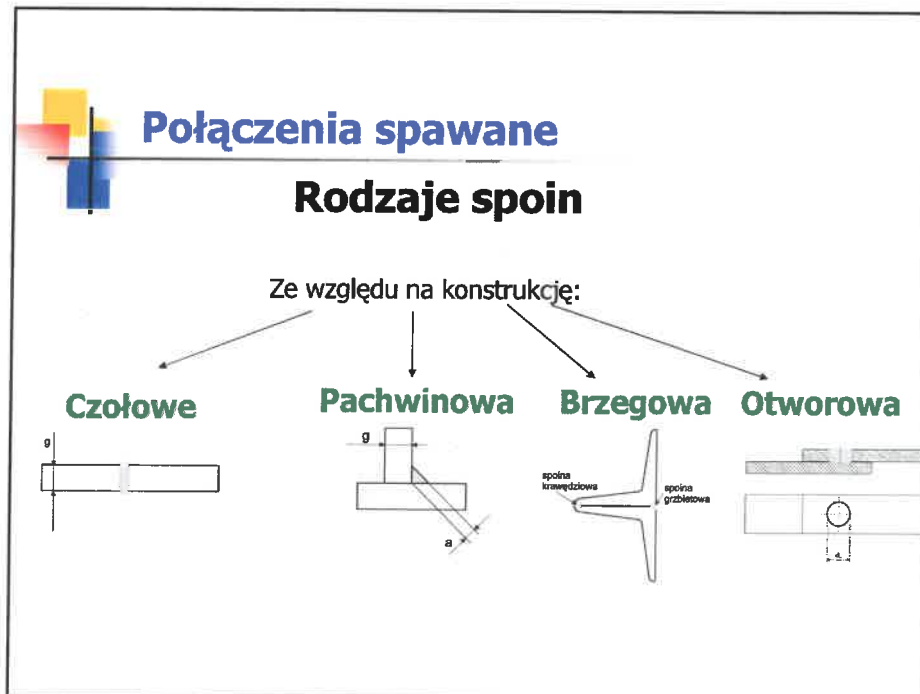 Połączenia spawane
Rodzaje spoin
Ze względu na konstrukcję:
Czołowe
Pachwinowa
Brzegowa
Otworowa
g
g
a
spoina
krawędziowa
spoina
grzbietowa
d